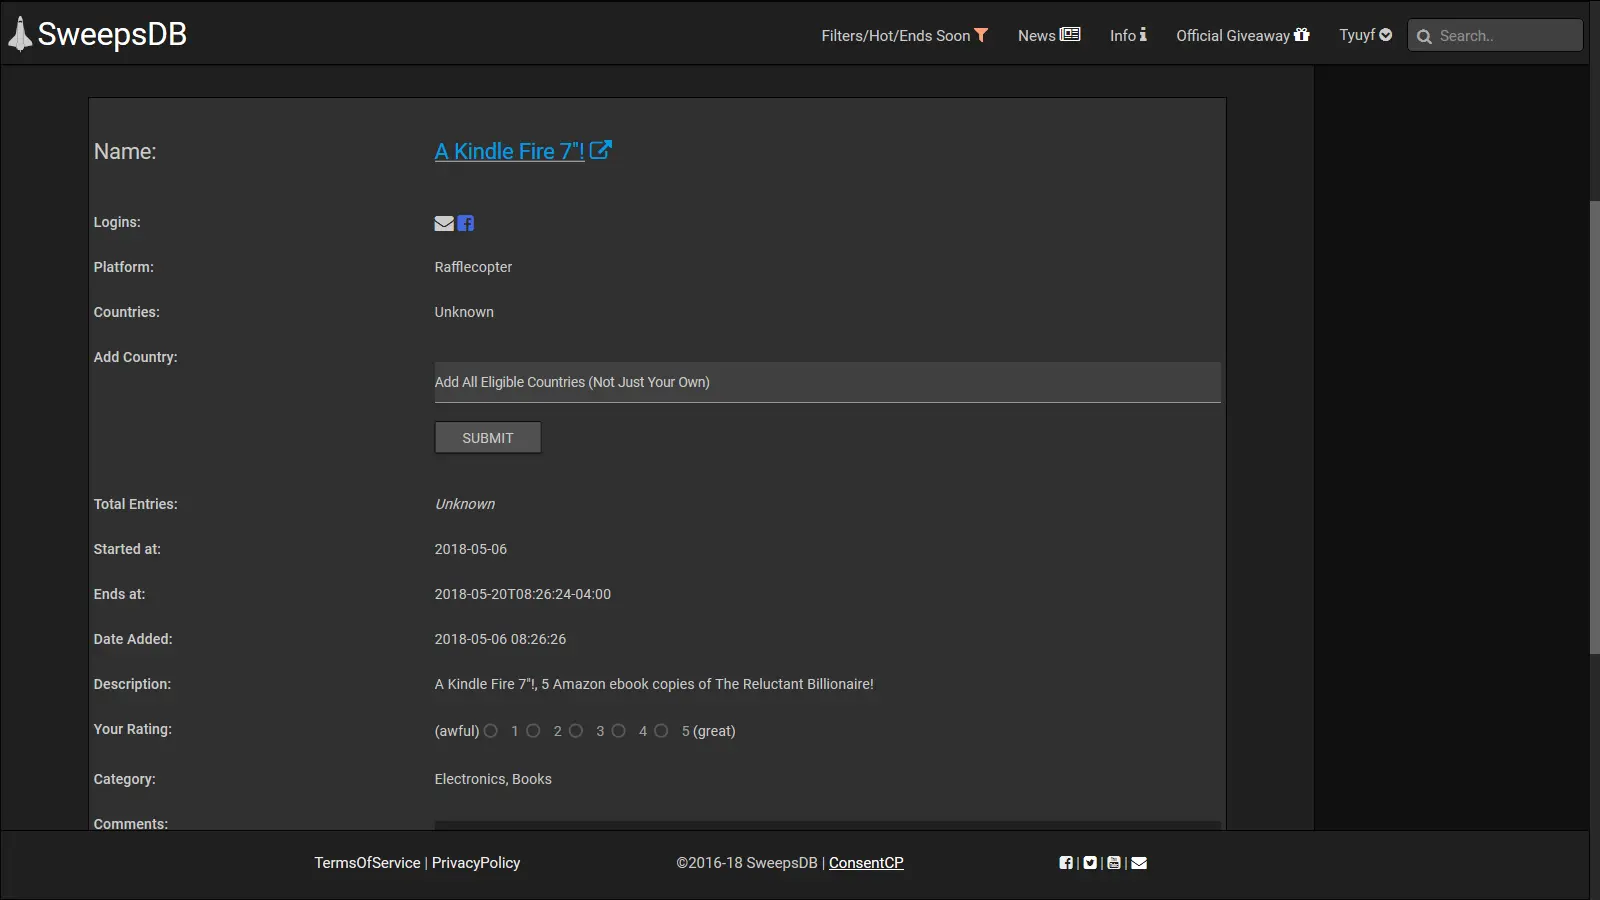 SweepsDB
Filters/Hot/Ends Soon News Info Official Giveaway Tyuyf Search..
Name: A Kindle Fire 7"!
Logins:
Platform: Rafflecopter
Countries: Unknown
Add Country:
Add All Eligible Countries (Not Just Your Own)
SUBMIT
Total Entries: Unknown
Started at: 2018-05-06
Ends at: 2018-05-20T08:26:24-04:00
Date Added: 2018-05-06 08:26:26
Description: A Kindle Fire 7"!, 5 Amazon ebook copies of The Reluctant Billionaire!
Your Rating: (awful) 1 2 3 4 5 (great)
Category: Electronics, Books
Comments:
TermsOfService | PrivacyPolicy ©2016-18 SweepsDB | ConsentCP | | |